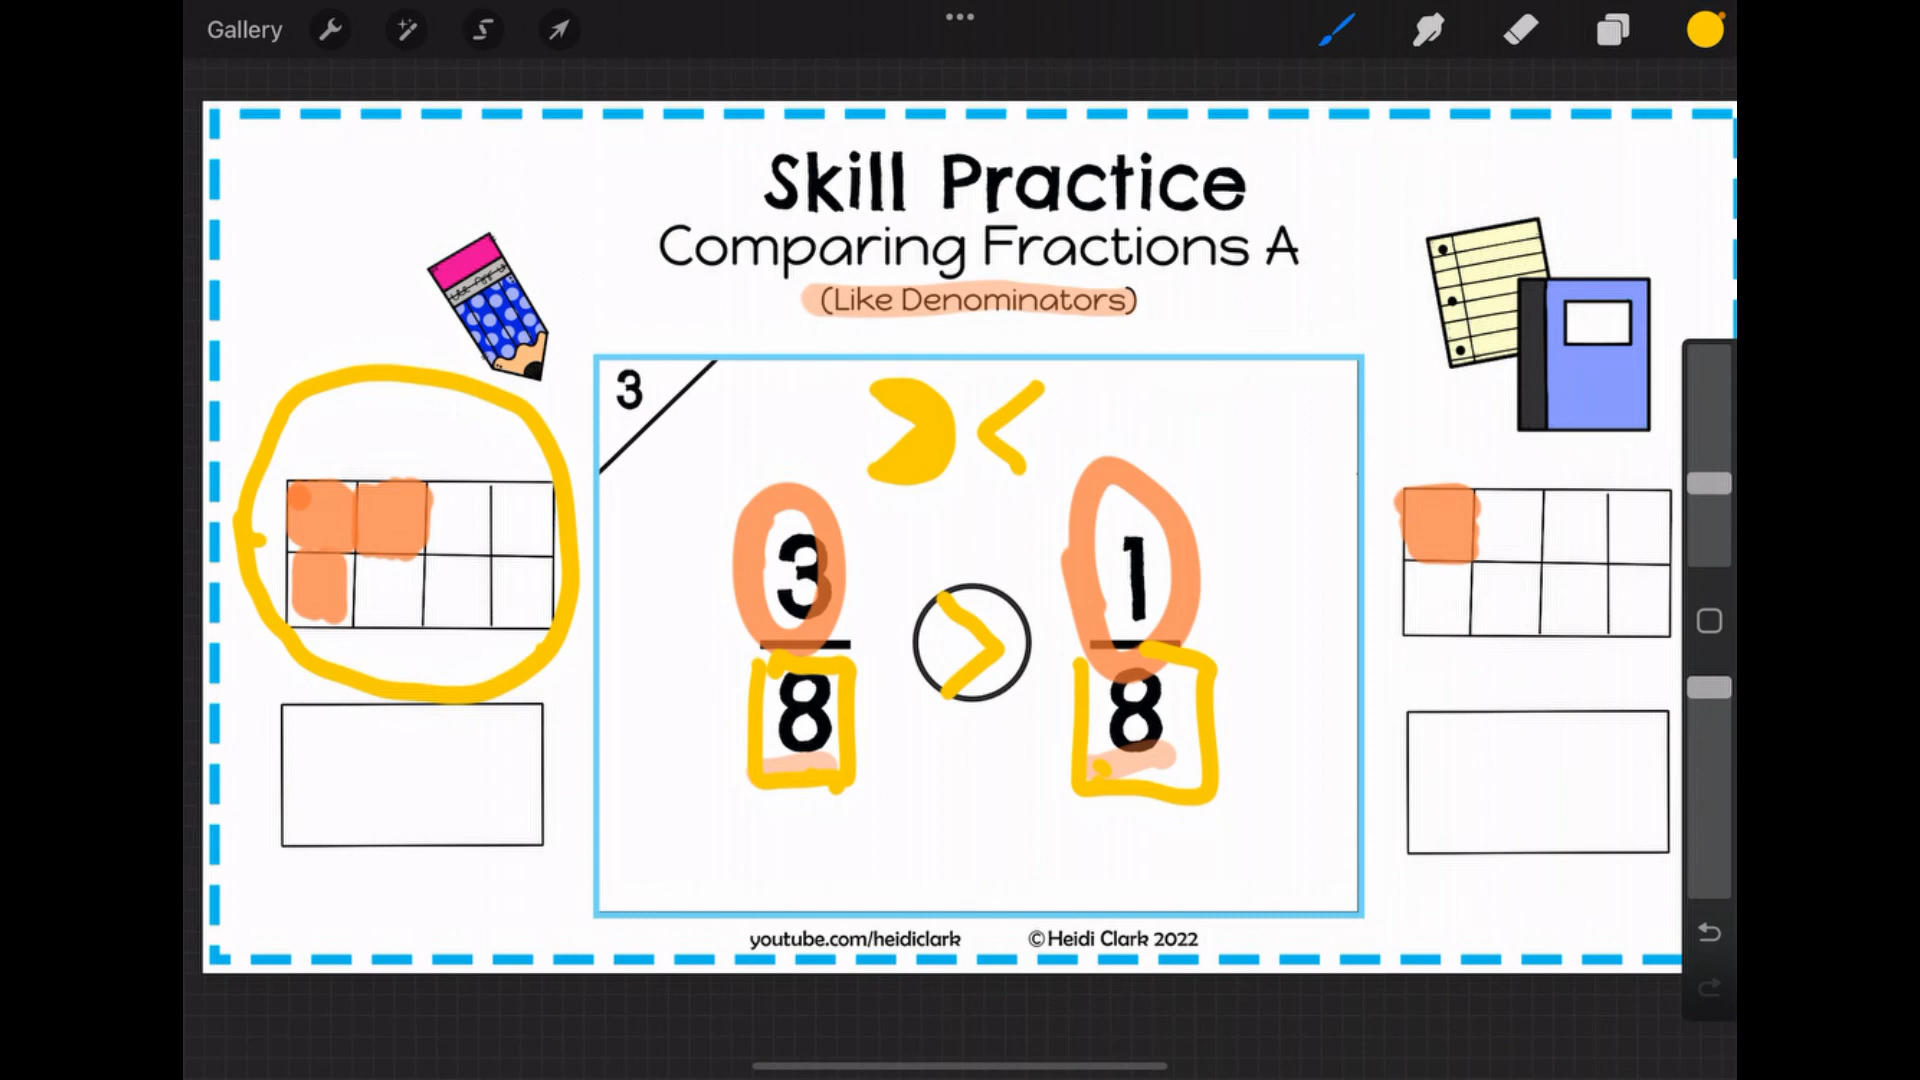 Gallery
Skill Practice
Comparing Fractions A
(Like Denominators)
3
<
3 1
>
8 8
youtube.com/heidiclark ©Heidi Clark 2022